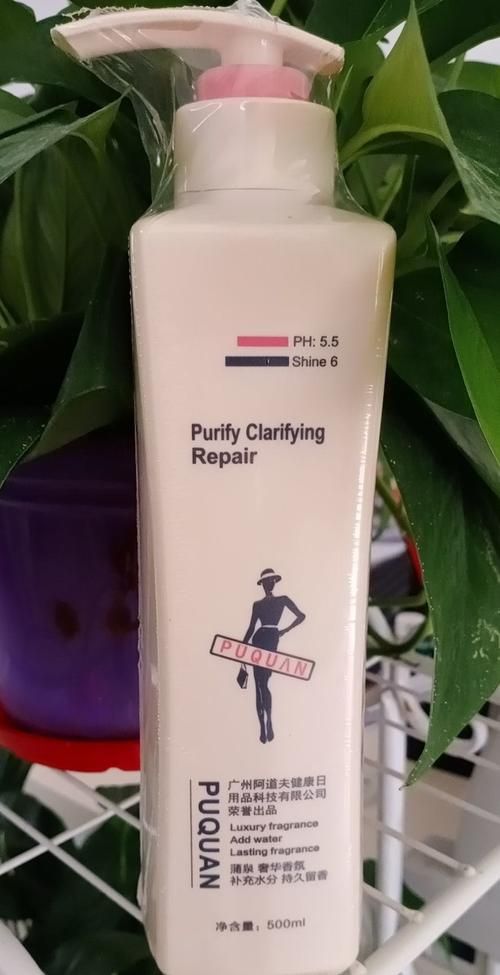 PH: 5.5
Shine 6
Purify Clarifying
Repair
PUQUAN
PUQUAN
广州阿道夫健康日
用品科技有限公司
荣誉出品
Luxury fragrance
Add water
Lasting fragrance
蒲泉 奢华香氛
补充水分 持久留香
净含量：500ml